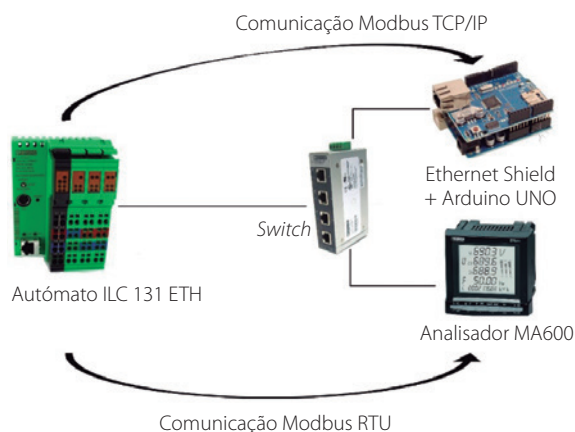 Comunicação Modbus TCP/IP
Ethernet Shield
+ Arduino UNO
Switch
Autómato ILC 131 ETH
Analisador MA600
Comunicação Modbus RTU